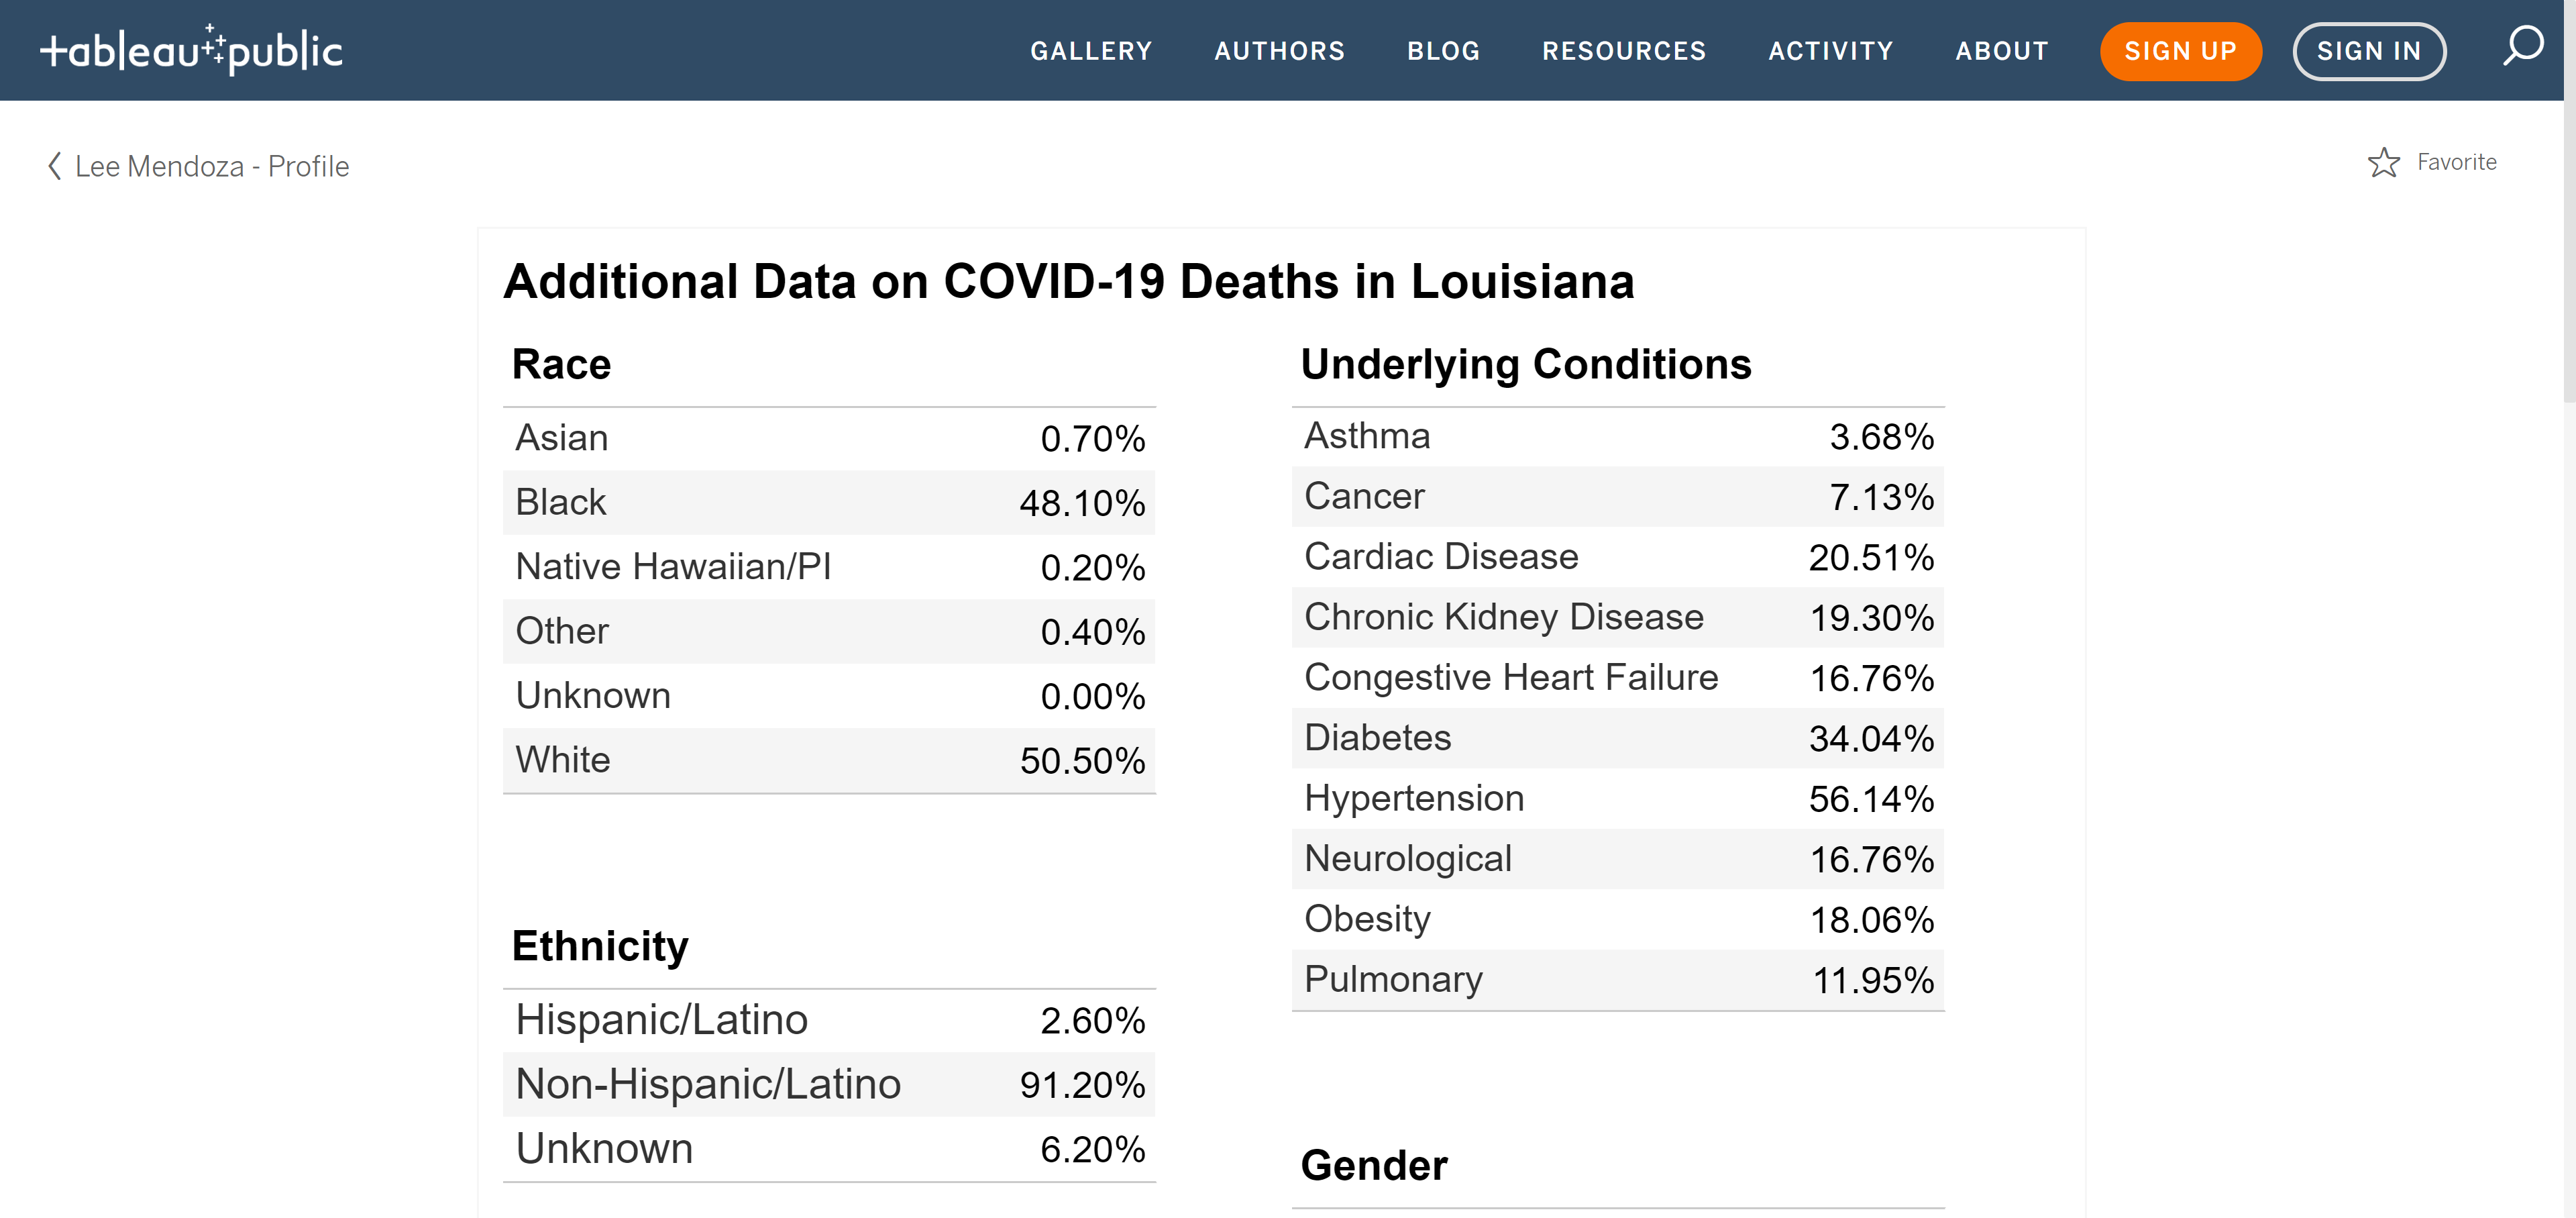 tableau public
GALLERY AUTHORS BLOG RESOURCES ACTIVITY ABOUT SIGN UP SIGN IN
Lee Mendoza - Profile
Favorite
Additional Data on COVID-19 Deaths in Louisiana
Race
Asian 0.70%
Black 48.10%
Native Hawaiian/PI 0.20%
Other 0.40%
Unknown 0.00%
White 50.50%
Ethnicity
Hispanic/Latino 2.60%
Non-Hispanic/Latino 91.20%
Unknown 6.20%
Underlying Conditions
Asthma 3.68%
Cancer 7.13%
Cardiac Disease 20.51%
Chronic Kidney Disease 19.30%
Congestive Heart Failure 16.76%
Diabetes 34.04%
Hypertension 56.14%
Neurological 16.76%
Obesity 18.06%
Pulmonary 11.95%
Gender